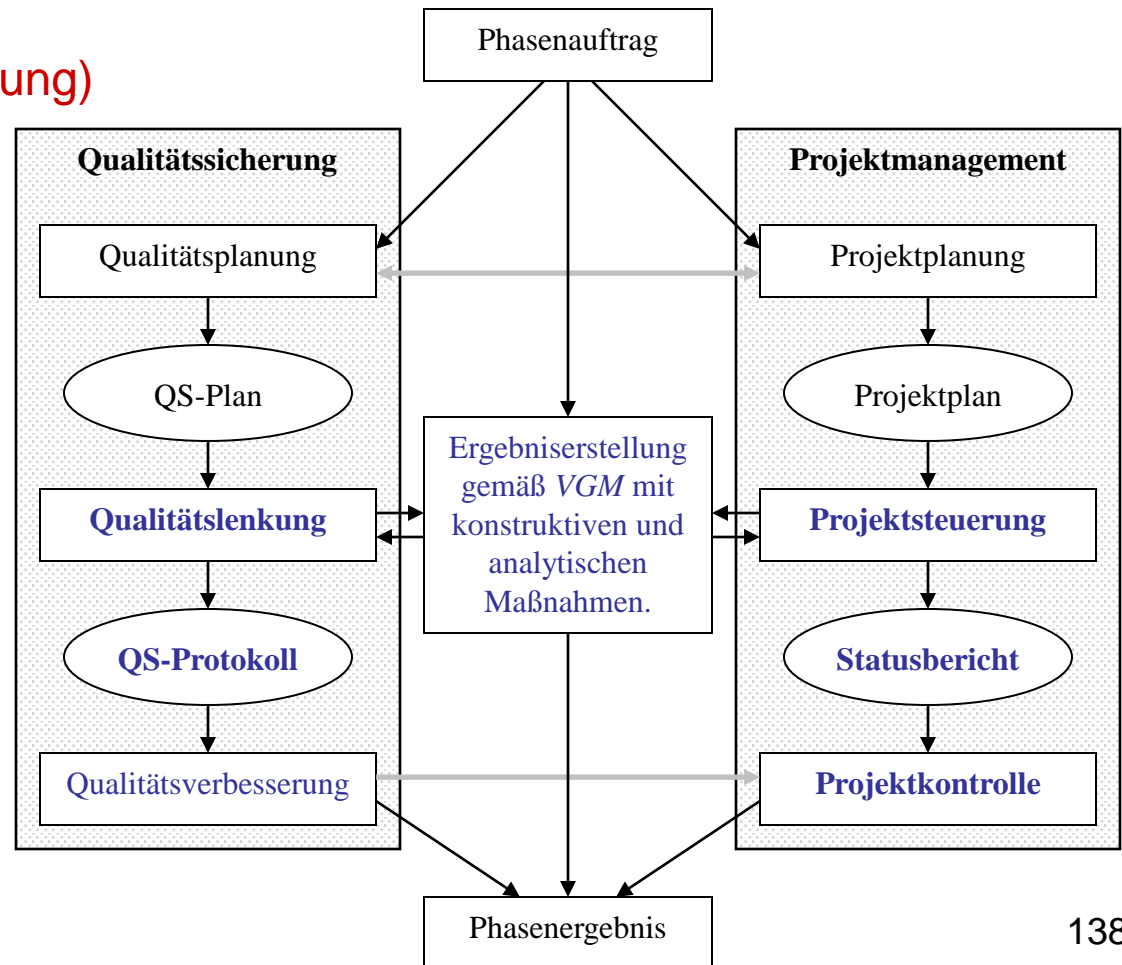 Phasenauftrag
ung)
Qualitätssicherung
Projektmanagement
Qualitätsplanung
Projektplanung
QS-Plan
Projektplan
Ergebniserstellung
gemäß VGM mit
konstruktiven und
analytischen
Maßnahmen.
Qualitätslenkung
Projektsteuerung
QS-Protokoll
Statusbericht
Qualitätsverbesserung
Projektkontrolle
Phasenergebnis
138